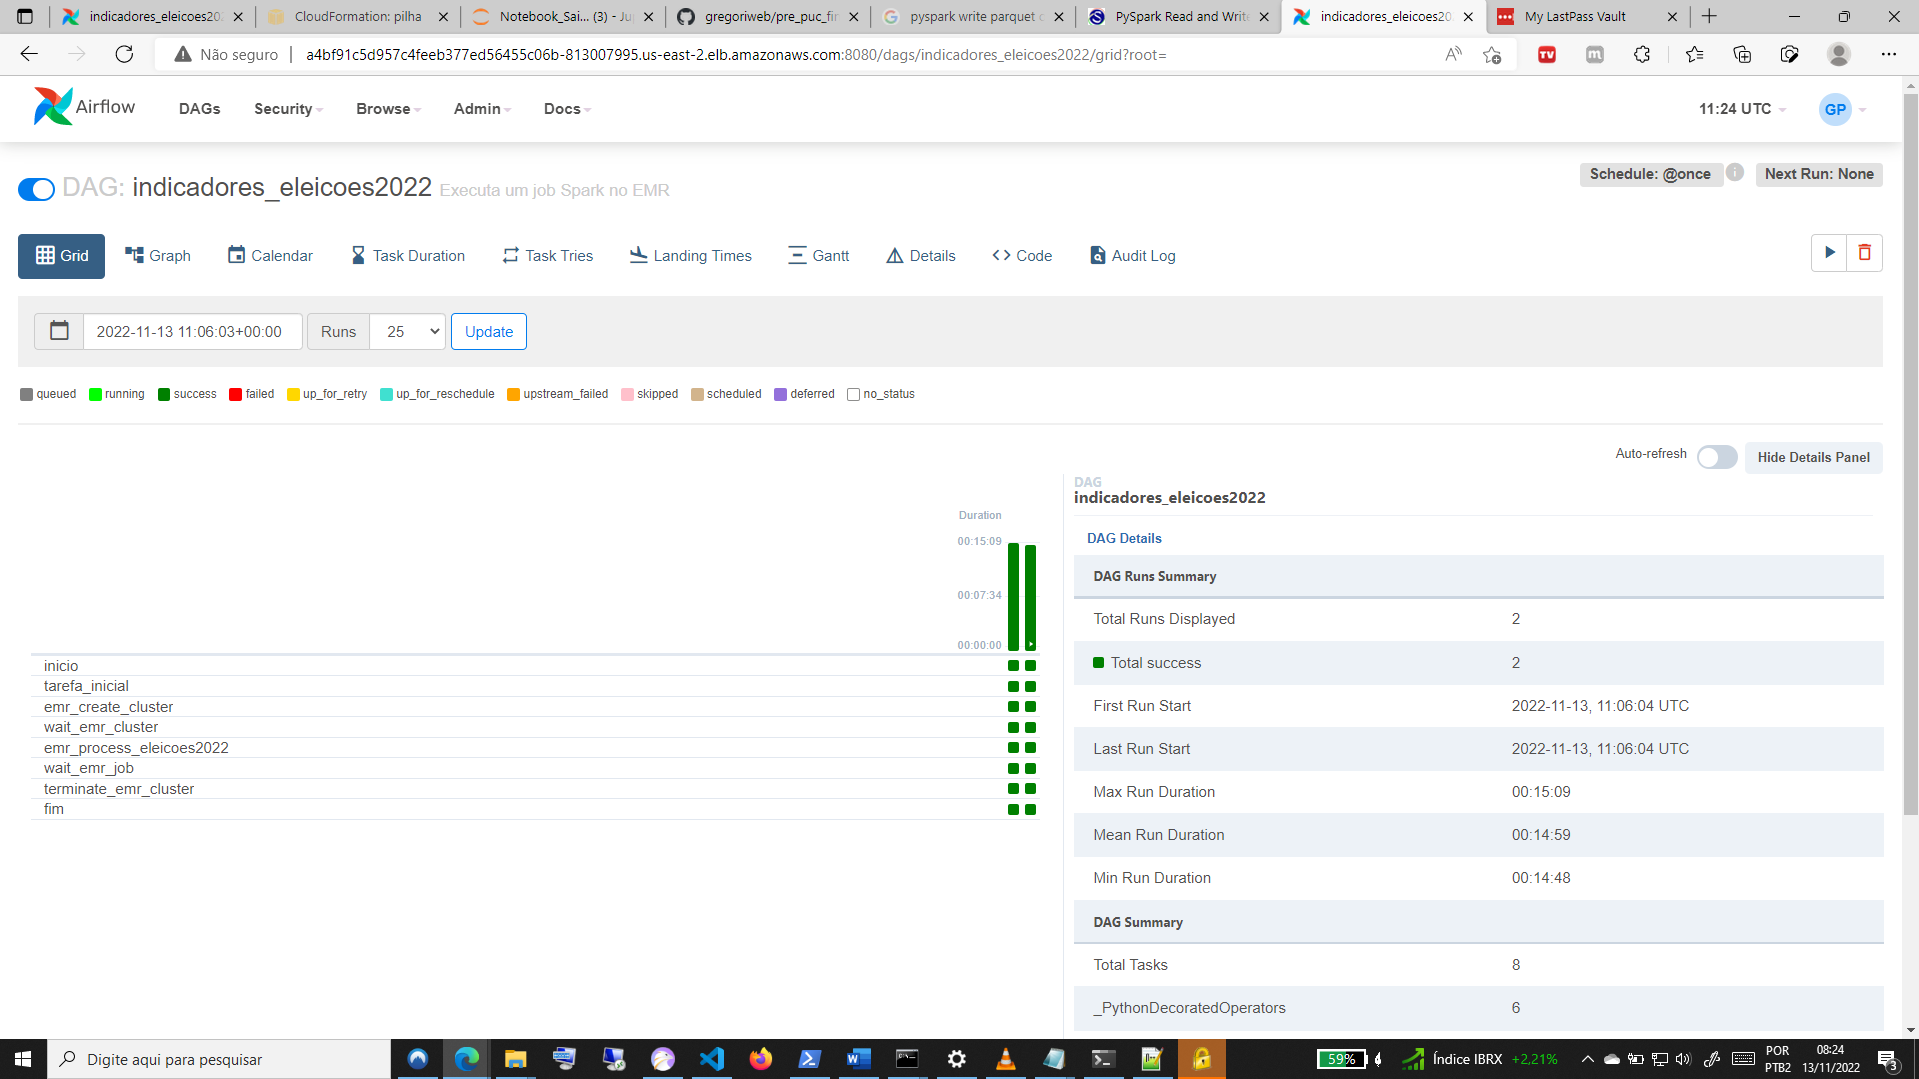 indicadores_eleicoes20
CloudFormation: pilha
Notebook_Sai... (3) - Ju
gregoriweb/pre_puc_fin
pyspark write parquet
PySpark Read and Write
indicadores_eleicoes20
My LastPass Vault
Não seguro
a4bf91c5d957c4feeb377ed56455c06b-813007995.us-east-2.elb.amazonaws.com:8080/dags/indicadores_eleicoes2022/grid?root=
Airflow DAGs Security Browse Admin Docs 11:24 UTC GP
DAG: indicadores_eleicoes2022 Executa um job Spark no EMR
Schedule: @once Next Run: None
Grid Graph Calendar Task Duration Task Tries Landing Times Gantt Details Code Audit Log
2022-11-13 11:06:03+00:00 Runs 25 Update
queued running success failed up_for_retry up_for_reschedule upstream_failed skipped scheduled deferred no_status
Auto-refresh Hide Details Panel
Duration
00:15:09
00:07:34
00:00:00
inicio
tarefa_inicial
emr_create_cluster
wait_emr_cluster
emr_process_eleicoes2022
wait_emr_job
terminate_emr_cluster
fim
DAG
indicadores_eleicoes2022
DAG Details
DAG Runs Summary
Total Runs Displayed 2
Total success 2
First Run Start 2022-11-13, 11:06:04 UTC
Last Run Start 2022-11-13, 11:06:04 UTC
Max Run Duration 00:15:09
Mean Run Duration 00:14:59
Min Run Duration 00:14:48
DAG Summary
Total Tasks 8
_PythonDecoratedOperators 6
Digite aqui para pesquisar
59%
Índice IBRX +2,21%
POR
PTB2
08:24
13/11/2022
3